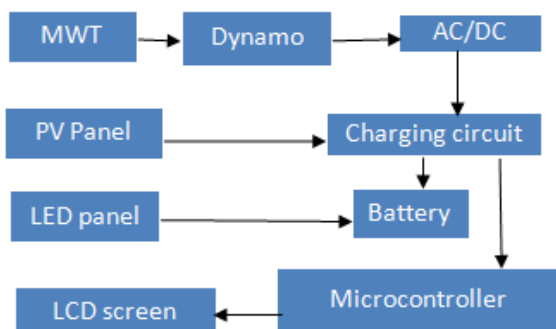 MWT
Dynamo
AC/DC
PV Panel
Charging circuit
LED panel
Battery
Microcontroller
LCD screen